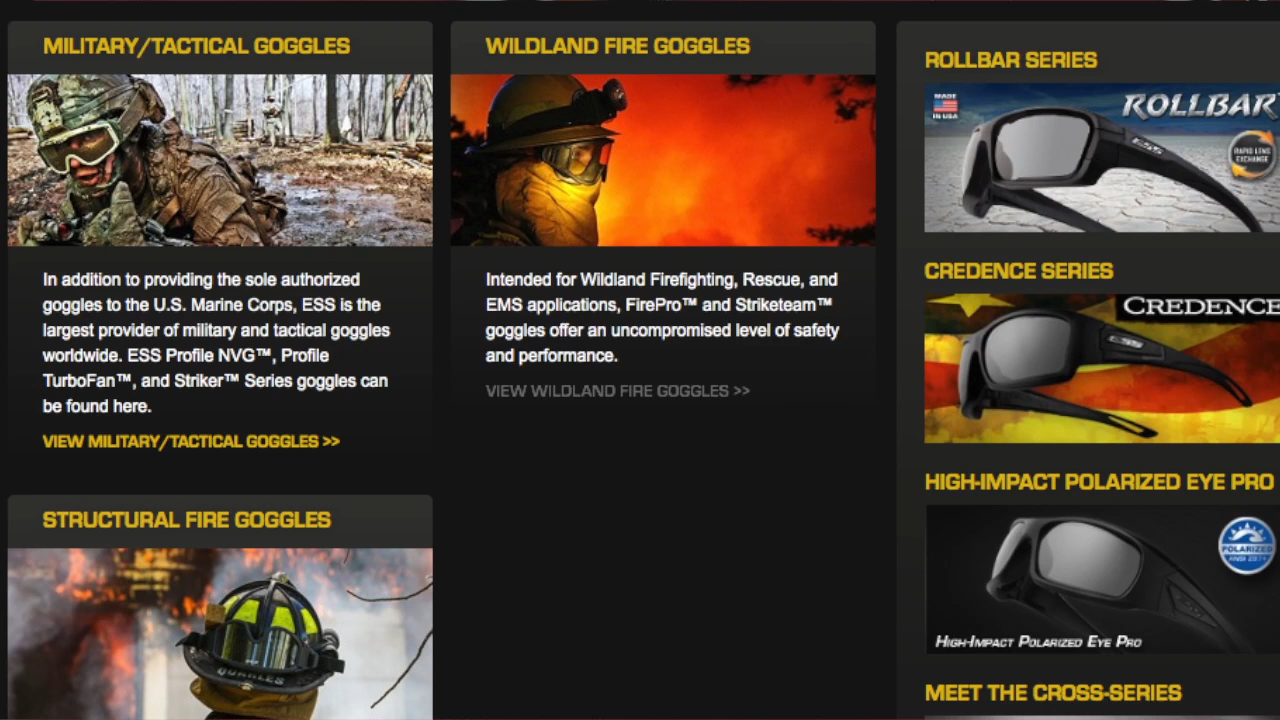 MILITARY/TACTICAL GOGGLES
In addition to providing the sole authorized
goggles to the U.S. Marine Corps, ESS is the
largest provider of military and tactical goggles
worldwide. ESS Profile NVG™, Profile
TurboFan™, and Striker™ Series goggles can
be found here.
VIEW MILITARY/TACTICAL GOGGLES >>
STRUCTURAL FIRE GOGGLES
WILDLAND FIRE GOGGLES
Intended for Wildland Firefighting, Rescue, and
EMS applications, FirePro™ and Striketeam™
goggles offer an uncompromised level of safety
and performance.
VIEW WILDLAND FIRE GOGGLES >>
ROLLBAR SERIES
MADE
IN USA
ROLLBAR
ESS
RAPID LENS
EXCHANGE
CREDENCE SERIES
CREDENCE
ESS
HIGH-IMPACT POLARIZED EYE PRO
POLARIZED
HIGH-IMPACT POLARIZED EYE PRO
MEET THE CROSS-SERIES